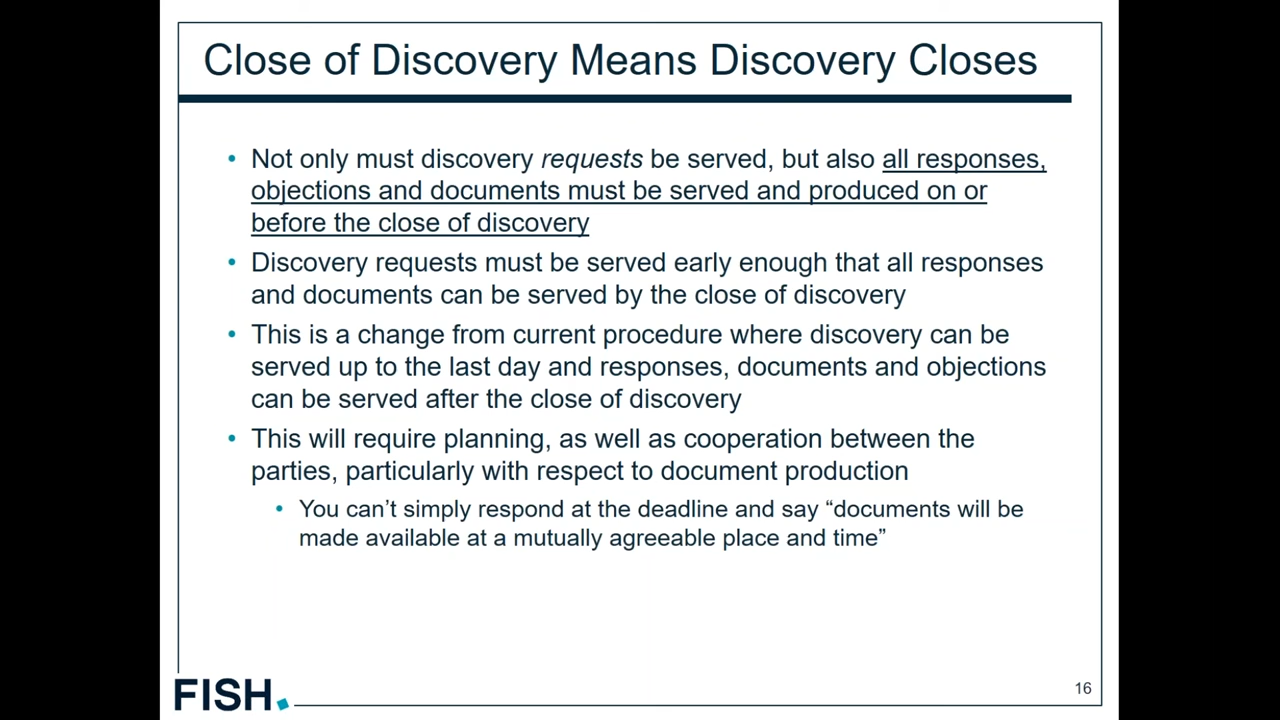 Close of Discovery Means Discovery Closes
• Not only must discovery requests be served, but also all responses,
objections and documents must be served and produced on or
before the close of discovery
• Discovery requests must be served early enough that all responses
and documents can be served by the close of discovery
• This is a change from current procedure where discovery can be
served up to the last day and responses, documents and objections
can be served after the close of discovery
• This will require planning, as well as cooperation between the
parties, particularly with respect to document production
• You can’t simply respond at the deadline and say “documents will be
made available at a mutually agreeable place and time”
FISH.
16